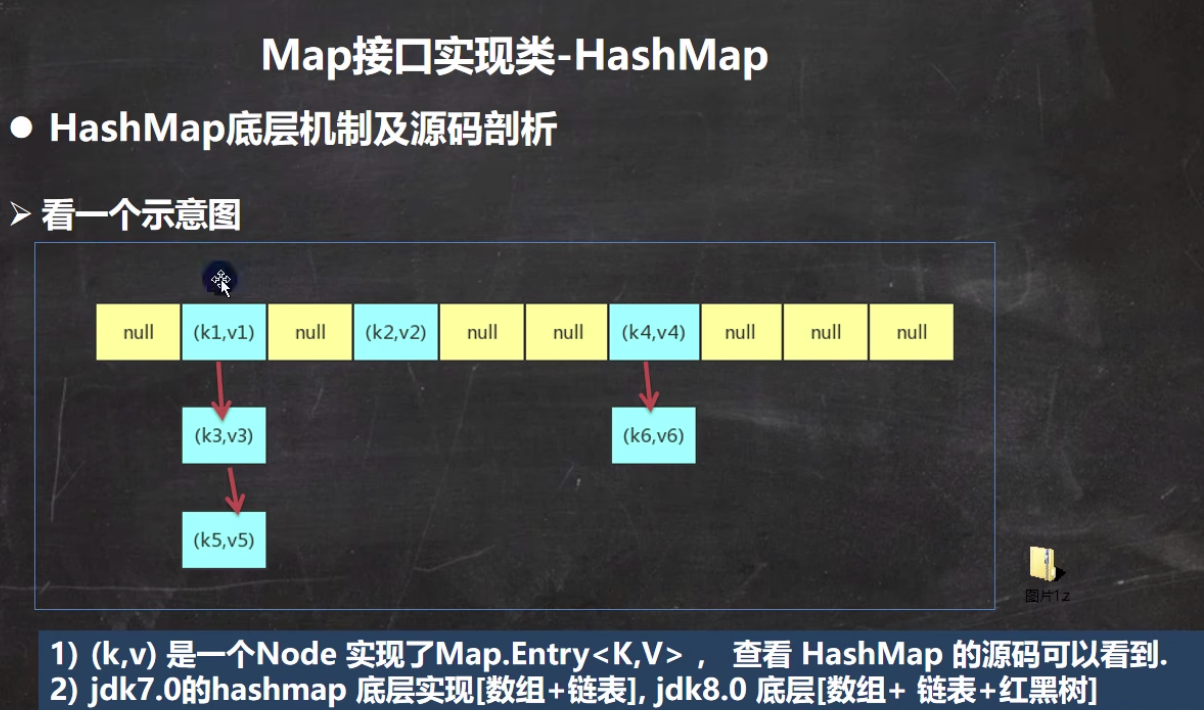 Map接口实现类-HashMap
● HashMap底层机制及源码剖析
➢ 看一个示意图
null (k1,v1) null (k2,v2) null null (k4,v4) null null null
(k3,v3) (k6,v6)
(k5,v5)
图片1.z
1) (k,v) 是一个Node 实现了Map.Entry<K,V> ， 查看 HashMap 的源码可以看到.
2) jdk7.0的hashmap 底层实现[数组+链表], jdk8.0 底层[数组+ 链表+红黑树]